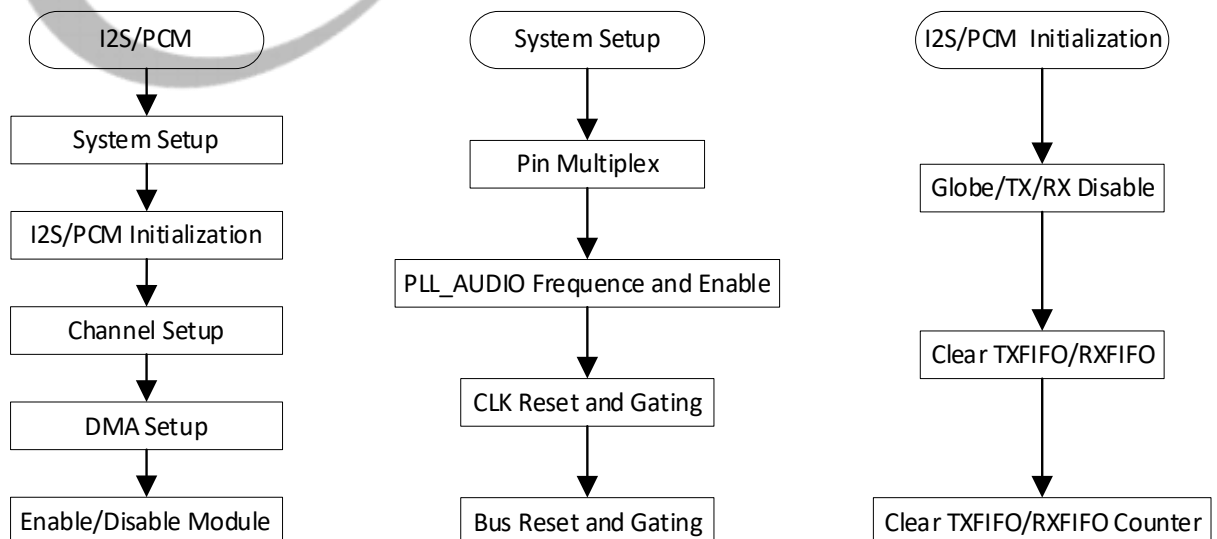 I2S/PCM
System Setup
I2S/PCM Initialization
Channel Setup
DMA Setup
Enable/Disable Module
System Setup
Pin Multiplex
PLL_AUDIO Frequence and Enable
CLK Reset and Gating
Bus Reset and Gating
I2S/PCM Initialization
Globe/TX/RX Disable
Clear TXFIFO/RXFIFO
Clear TXFIFO/RXFIFO Counter